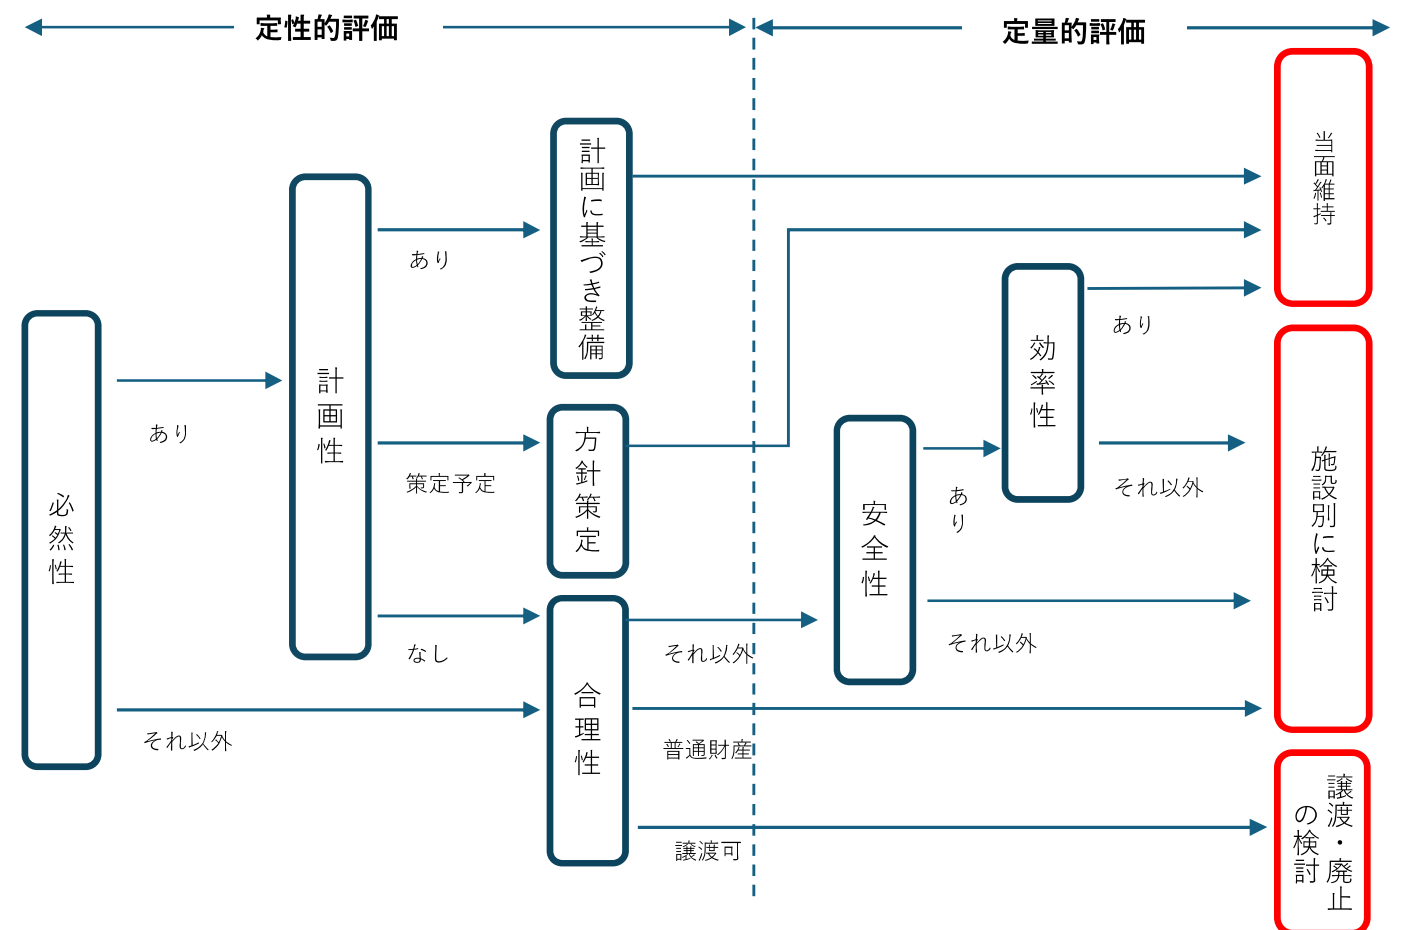 定性的評価
定量的評価
必然性
あり
それ以外
計画性
あり
策定予定
なし
計画に基づき整備
方針策定
合理性
それ以外
普通財産
譲渡可
安全性
あり
それ以外
効率性
あり
それ以外
当面維持
施設別に検討
譲渡・廃止
の検討